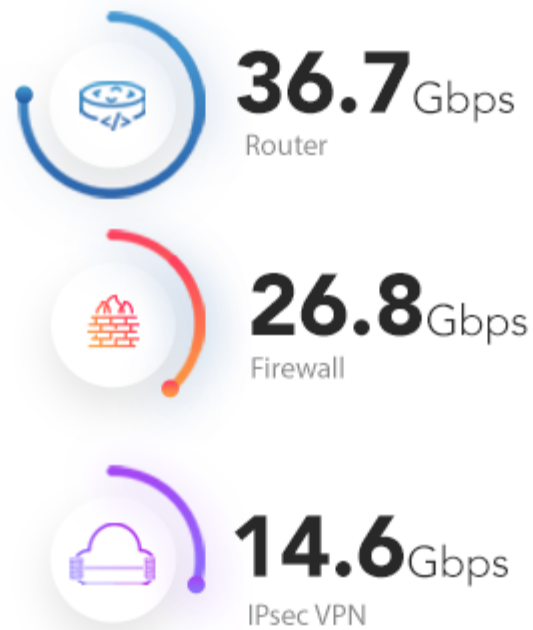 36.7Gbps
Router
26.8Gbps
Firewall
14.6Gbps
IPsec VPN